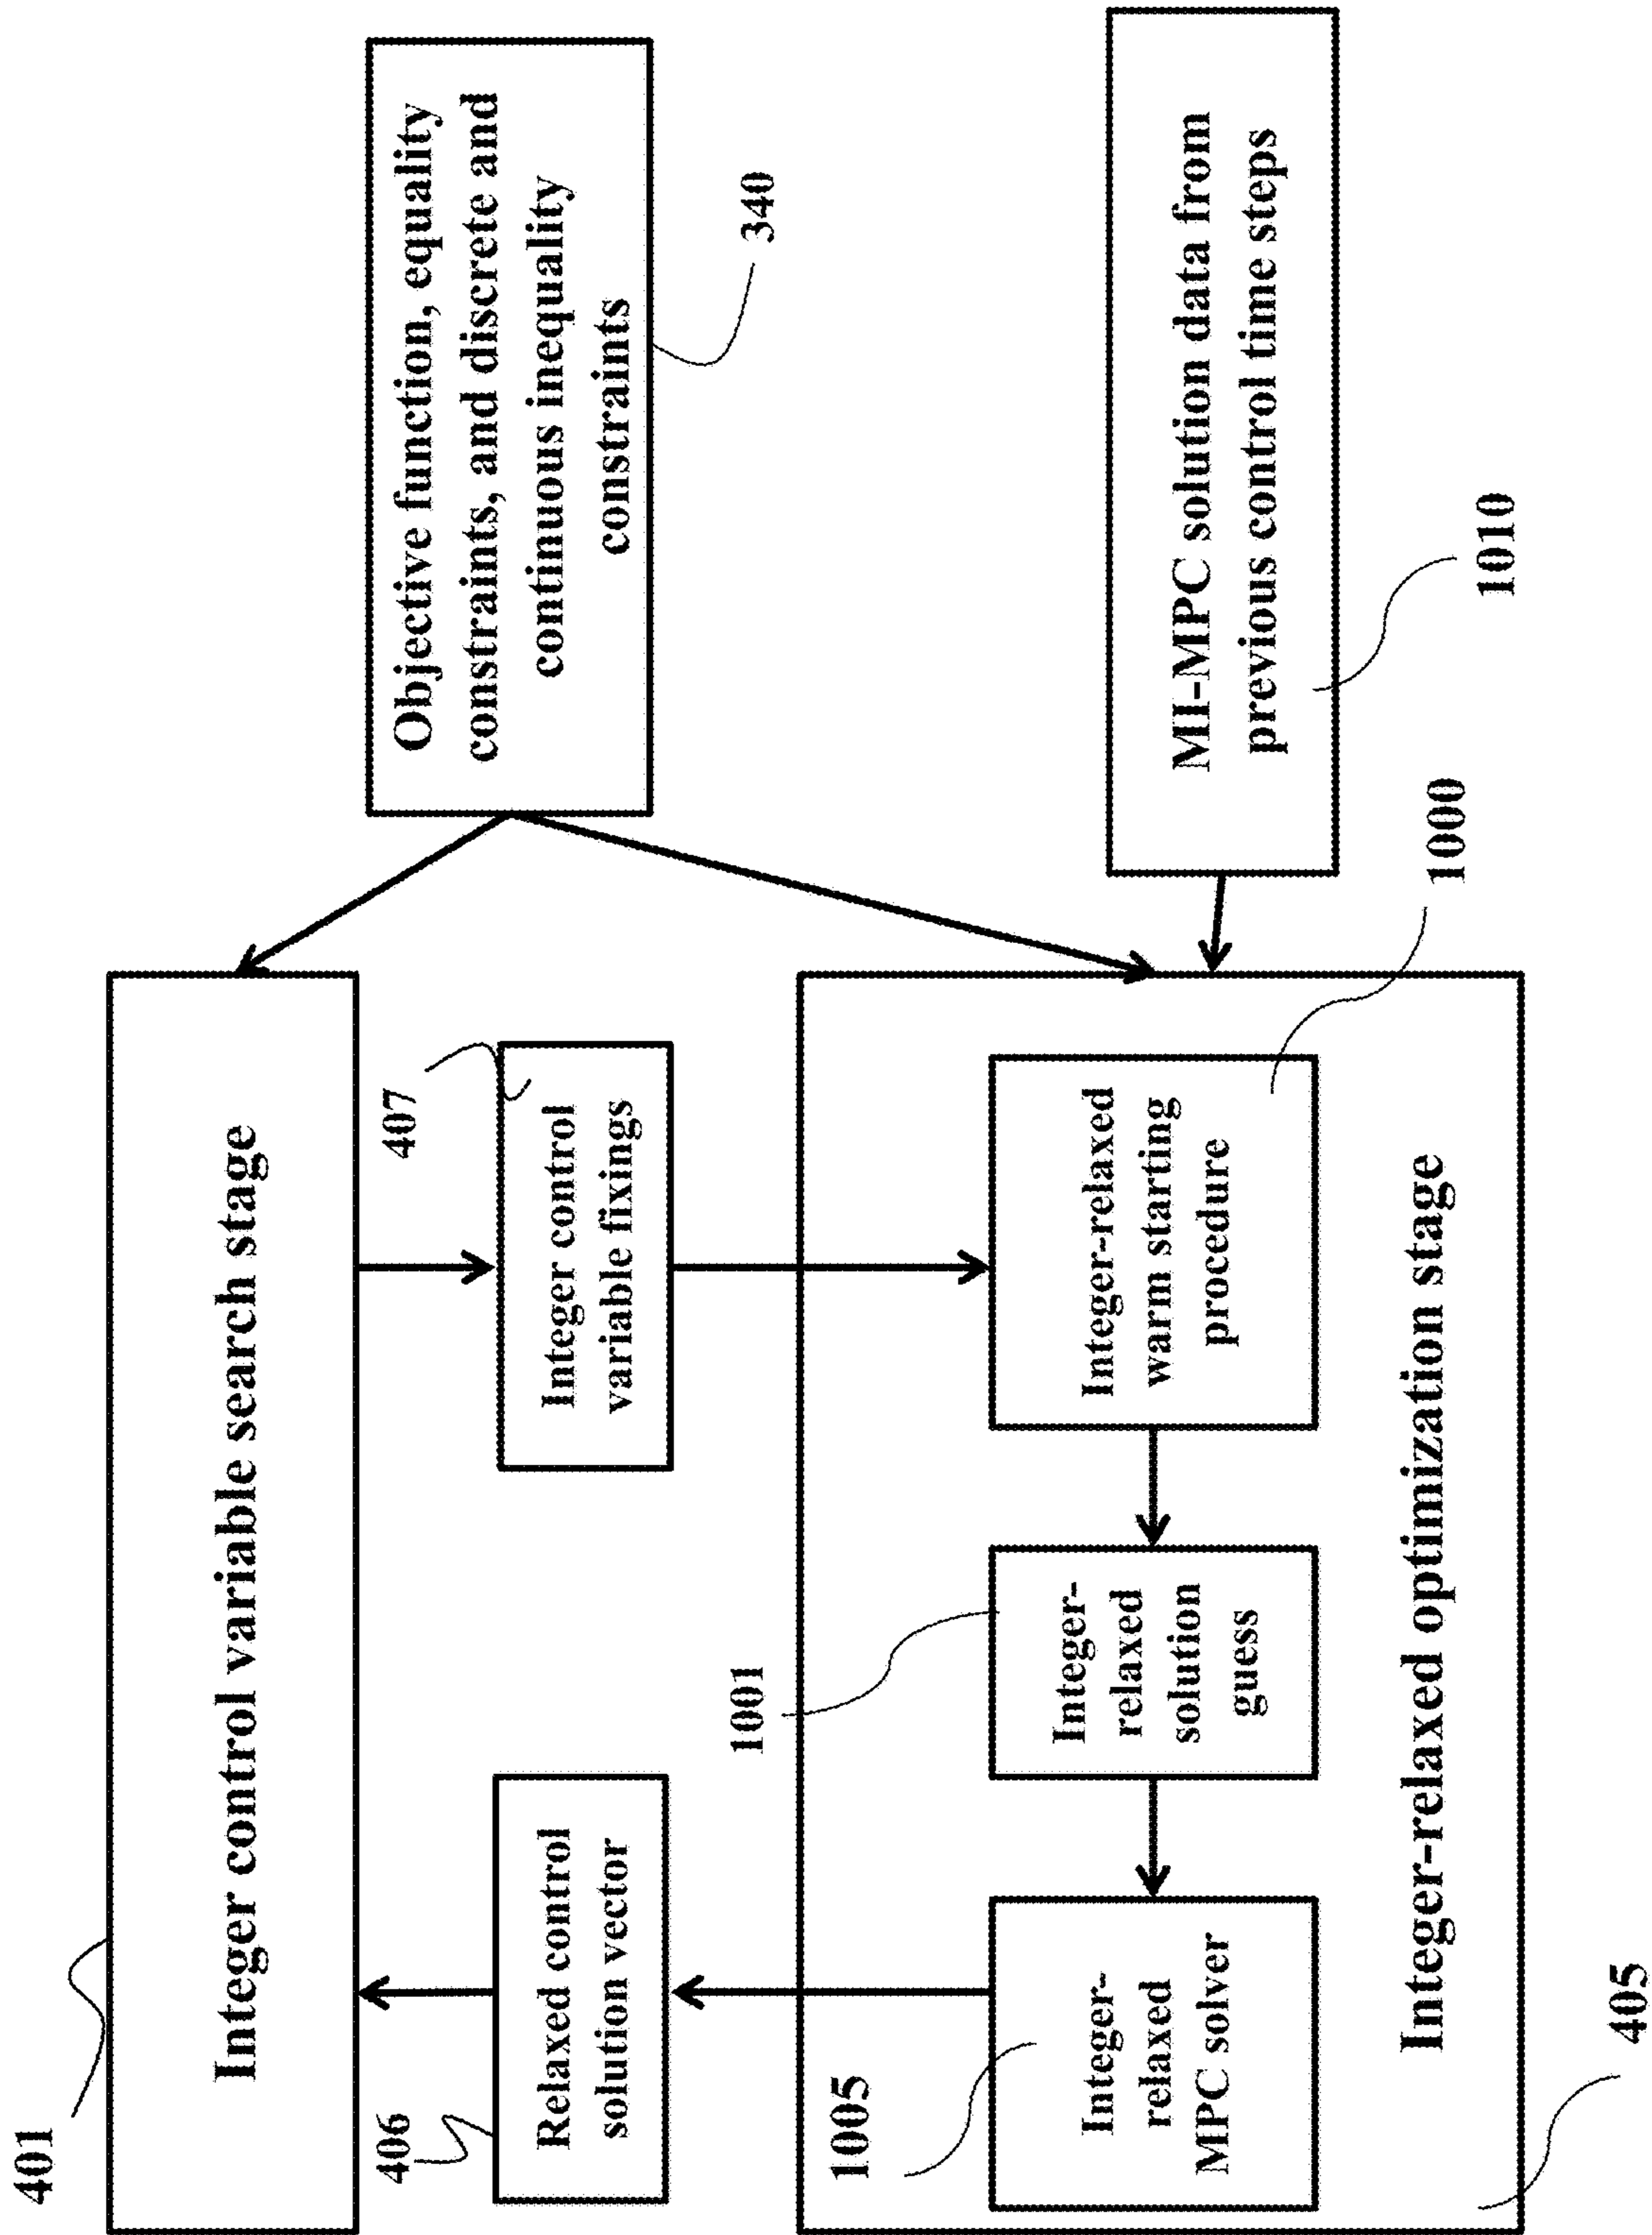 401
Integer control variable search stage
406
Relaxed control
solution vector
407
Integer control
variable fixings
Objective function, equality
constraints, and discrete and
continuous inequality
constraints
340
1005
Integer-
relaxed
MPC solver
1001
Integer-
relaxed
solution
guess
Integer-relaxed
warm starting
procedure
1000
Integer-relaxed optimization stage
405
MI-MPC solution data from
previous control time steps
1010